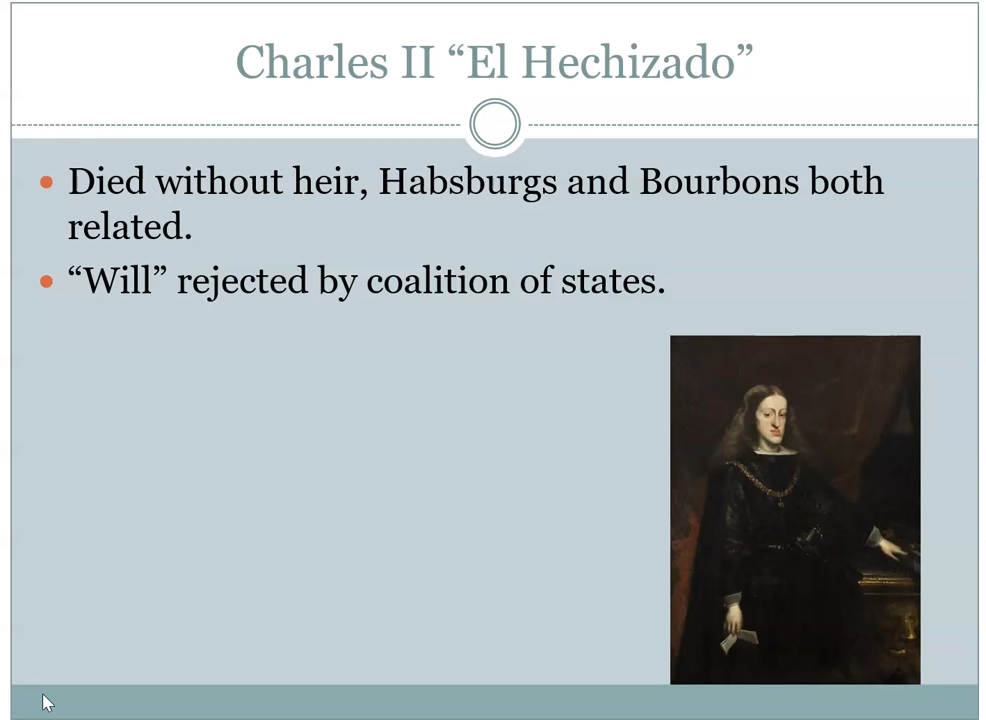 Charles II “El Hechizado”
Died without heir, Habsburgs and Bourbons both
related.
“Will” rejected by coalition of states.